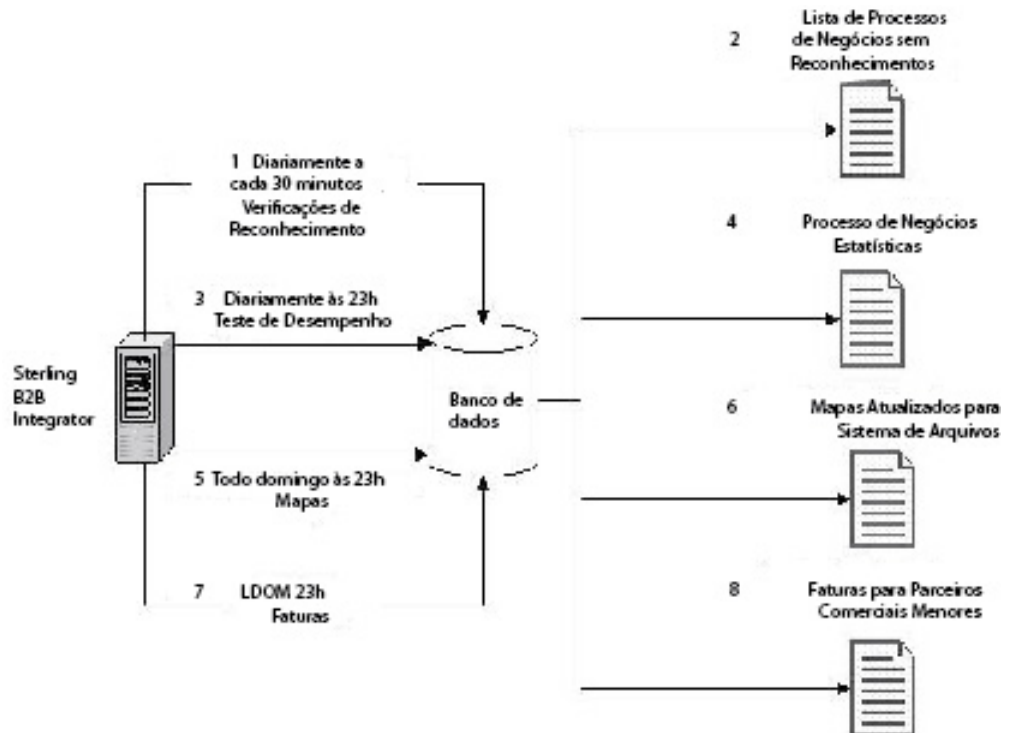 2 Lista de Processos
de Negócios sem
Reconhecimentos
1 Diariamente a
cada 30 minutos
Verificações de
Reconhecimento
4 Processo de Negócios
Estatísticas
3 Diariamente às 23h
Teste de Desempenho
Sterling
B2B
Integrator
Banco de
dados
6 Mapas Atualizados para
Sistema de Arquivos
5 Todo domingo às 23h
Mapas
7 LDOM 23h
Faturas
8 Faturas para Parceiros
Comerciais Menores